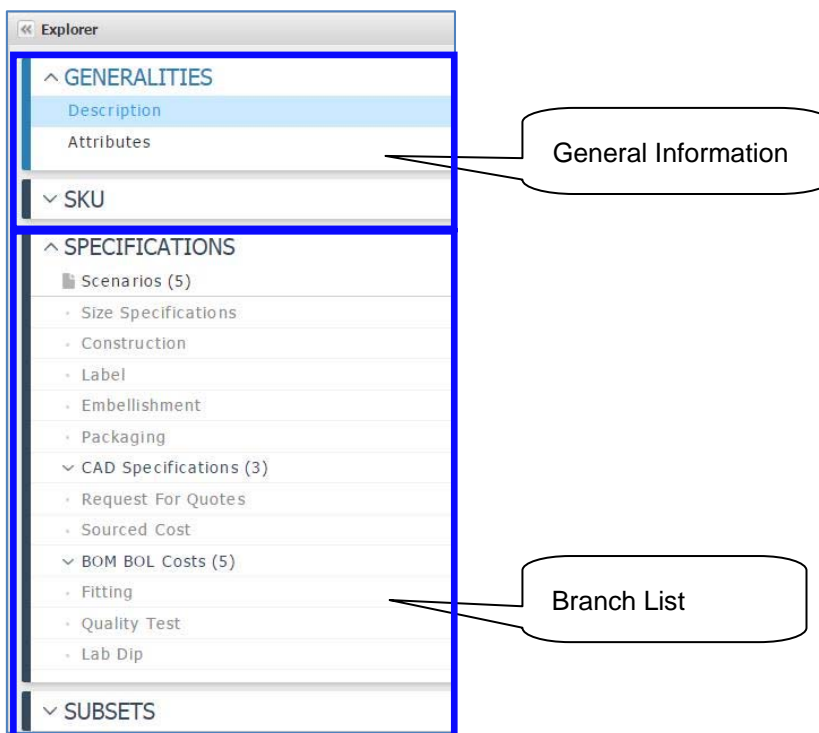 Explorer
GENERALITIES
Description
Attributes
General Information
SKU
SPECIFICATIONS
Scenarios (5)
Size Specifications
Construction
Label
Embellishment
Packaging
CAD Specifications (3)
Request For Quotes
Sourced Cost
BOM BOL Costs (5)
Fitting
Branch List
Quality Test
Lab Dip
SUBSETS